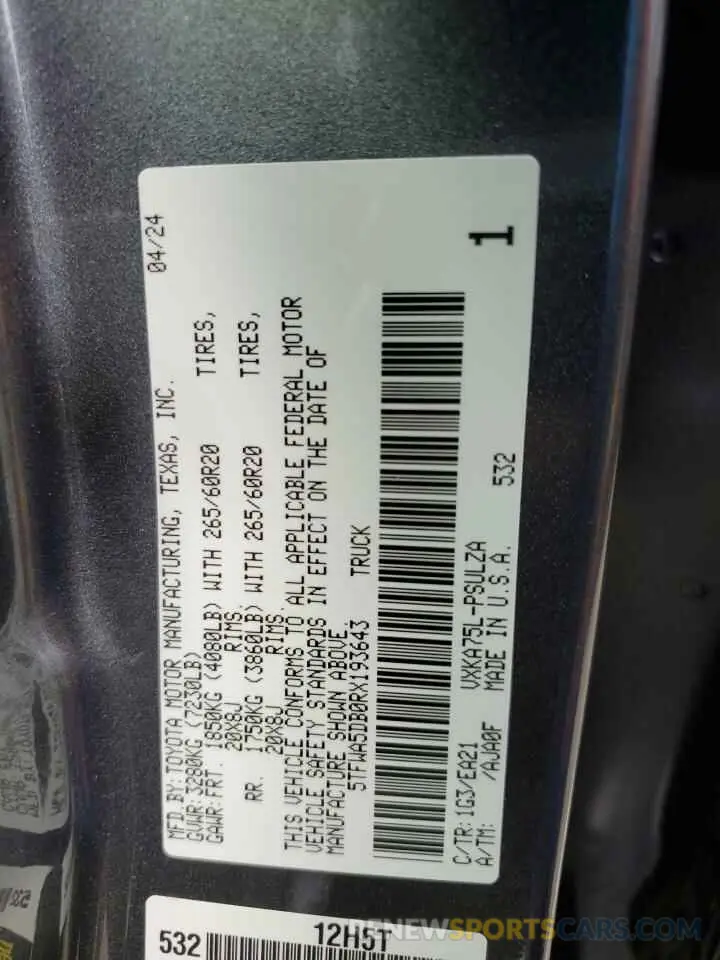 MFD BY: TOYOTA MOTOR MANUFACTURING, TEXAS, INC. 04/24
GVWR: 3280KG (7230LB)
GAWR: FRT. 1850KG (4080LB) WITH 265/60R20 TIRES,
20X8J RIMS.
RR. 1750KG (3860LB) WITH 265/60R20 TIRES,
20X8J RIMS.
THIS VEHICLE CONFORMS TO ALL APPLICABLE FEDERAL MOTOR
VEHICLE SAFETY STANDARDS IN EFFECT ON THE DATE OF
MANUFACTURE SHOWN ABOVE.
5TFWA5DB0RX193643 TRUCK
C/TR: 1G3/EA21 VXKA75L-PSULZA
A/TM: /AJA0F MADE IN U.S.A. 532
1
532 12H5T
RENEWSPORTSCARS.COM